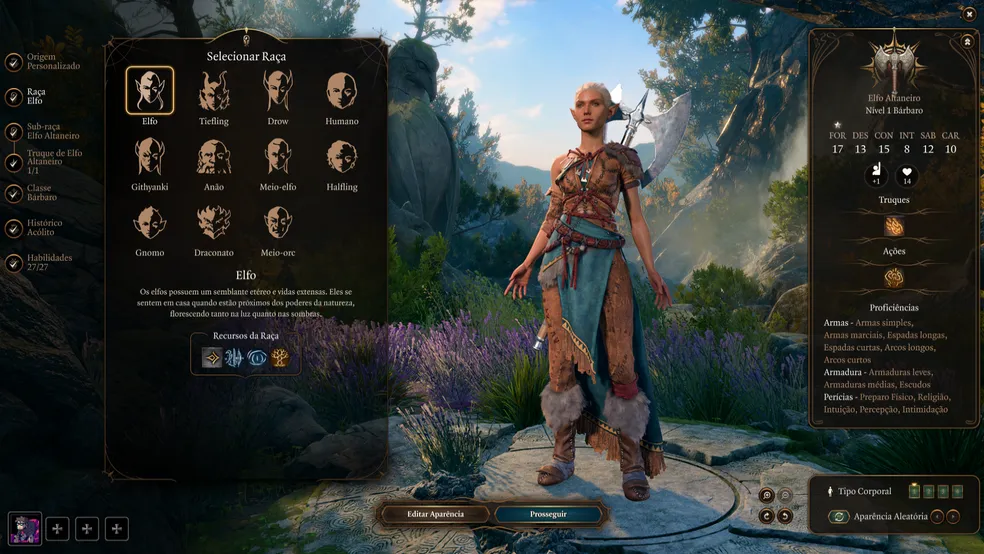 Origem
Personalizado
Raça
Elfo
Sub-raça
Elfo Altaneiro
Truque de Elfo
Altaneiro
1/1
Classe
Bárbaro
Histórico
Acólito
Habilidades
27/27
Selecionar Raça
Elfo
Tiefling
Drow
Humano
Githyanki
Anão
Meio-elfo
Halfling
Gnomo
Draconato
Meio-orc
Elfo
Os elfos possuem um semblante etéreo e vidas extensas. Eles se
sentem em casa quando estão próximos dos poderes da natureza,
florescendo tanto na luz quanto nas sombras.
Recursos da Raça
Editar Aparência
Prosseguir
Elfo Altaneiro
Nível 1 Bárbaro
FOR DES CON INT SAB CAR
17 13 15 8 12 10
+1 14
Truques
Ações
Proficiências
Armas - Armas simples,
Armas marciais, Espadas longas,
Espadas curtas, Arcos longos,
Arcos curtos
Armadura - Armaduras leves,
Armaduras médias, Escudos
Perícias - Preparo Físico, Religião,
Intuição, Percepção, Intimidação
Tipo Corporal
Aparência Aleatória